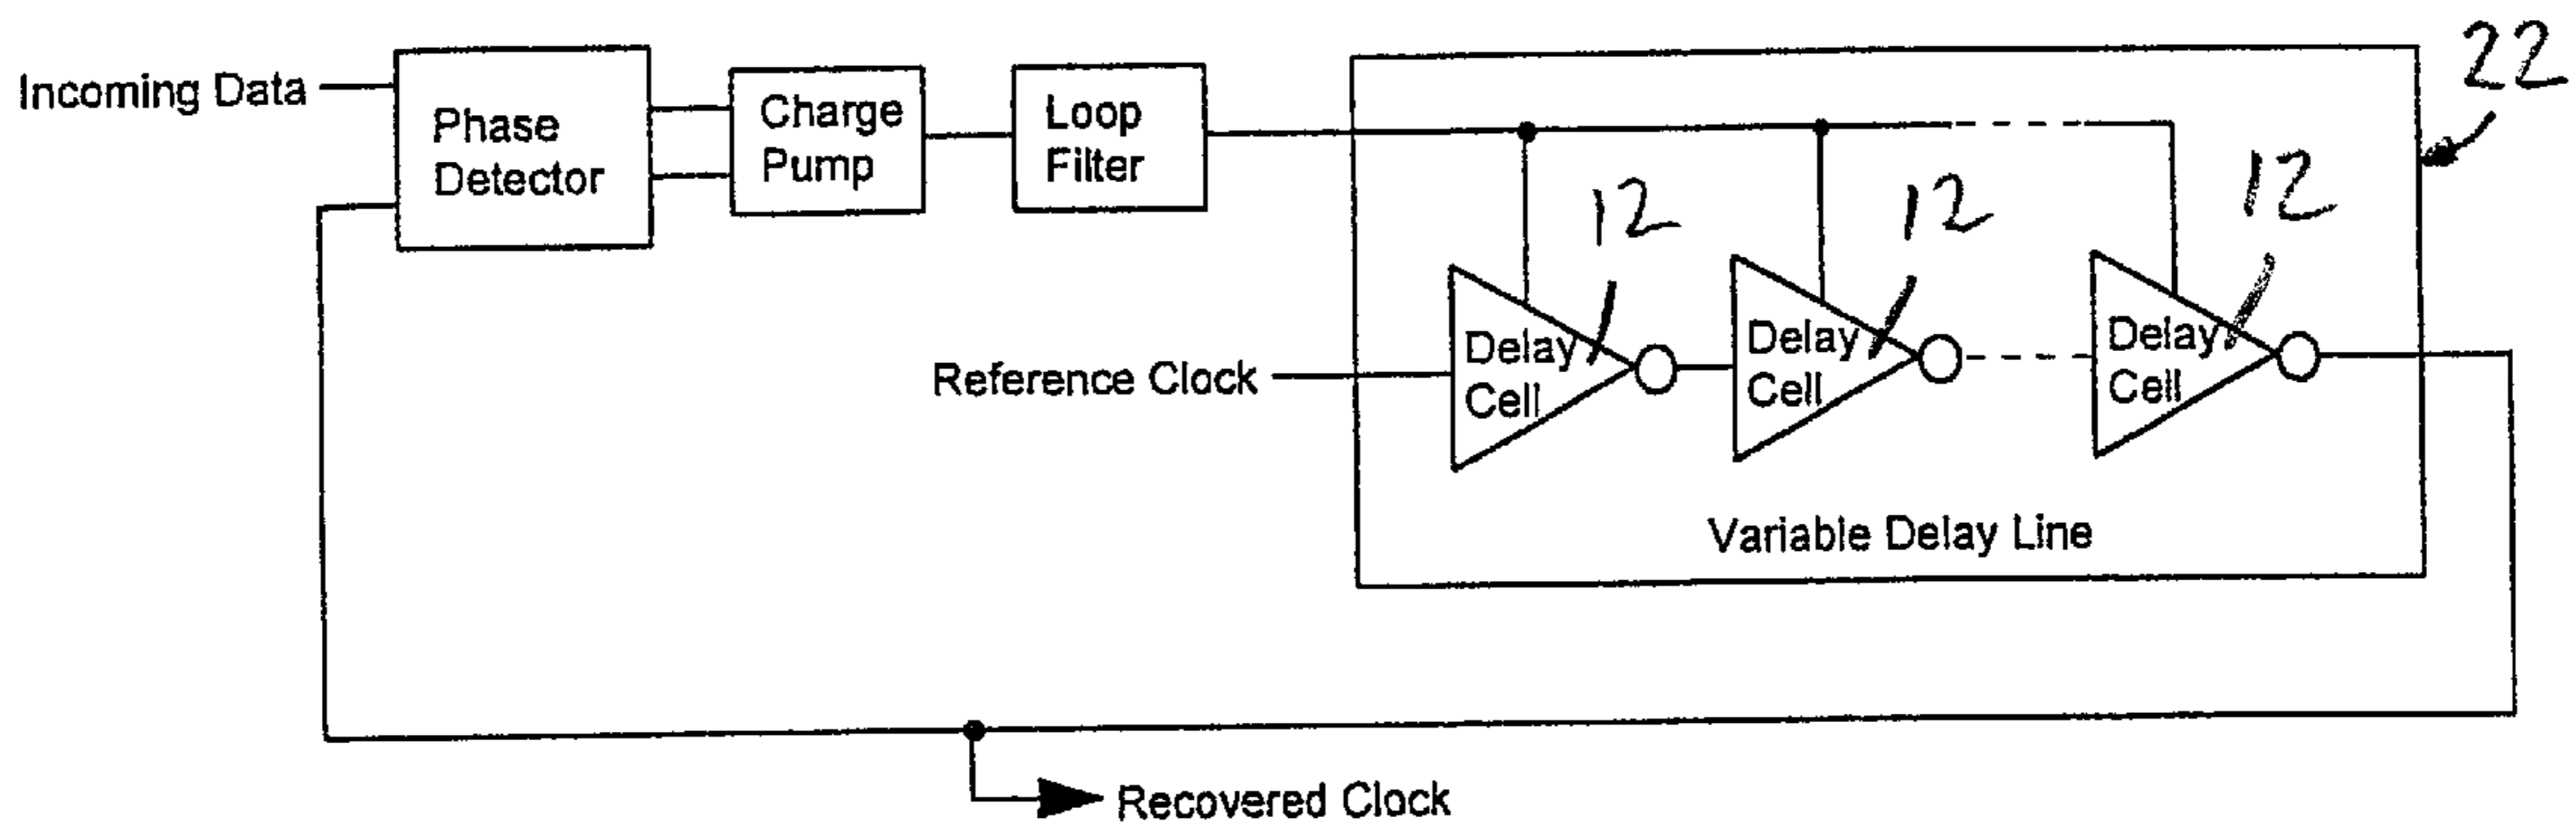 22
Incoming Data
Phase
Detector
Charge
Pump
Loop
Filter
12
12
12
Reference Clock
Delay
Cell
Delay
Cell
Delay
Cell
Variable Delay Line
Recovered Clock